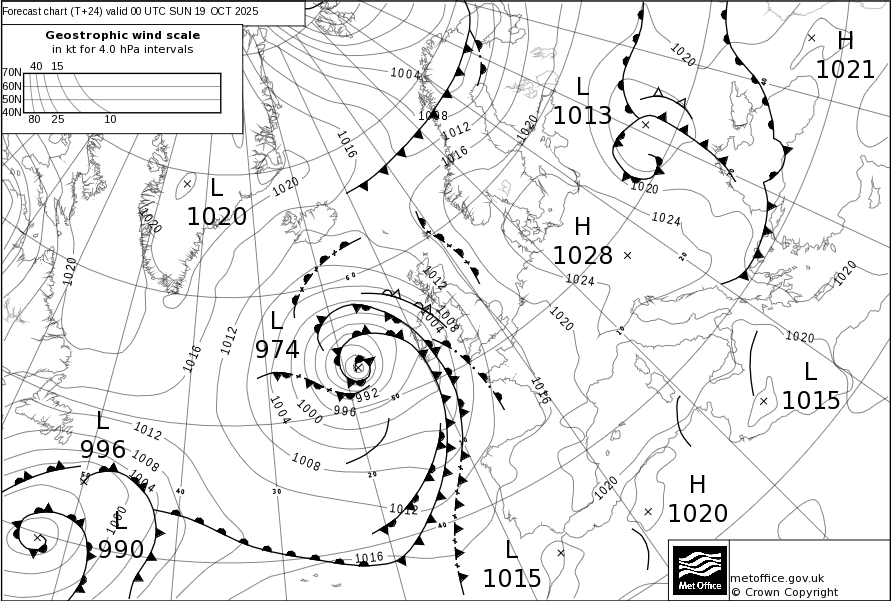 Forecast chart (T+24) valid 00 UTC SUN 19 OCT 2025
Geostrophic wind scale
in kt for 4.0 hPa intervals
40 15
70N
60N
50N
40N
80 25 10
H
1021
L
1013
L
1020
H
1028
L
974
L
1015
L
996
H
1020
L
990
L
1015
1004
1008
1012
1016
1016
1020
1020
1020
1020
1020
1020
1024
1024
1020
1020
1020
1016
1012
1012
1008
1004
1016
1020
992
996
1000
1004
1008
1012
1016
1012
1008
1004
1000
60
50
40
30
20
40
20
10
40
Met Office
metoffice.gov.uk
© Crown Copyright